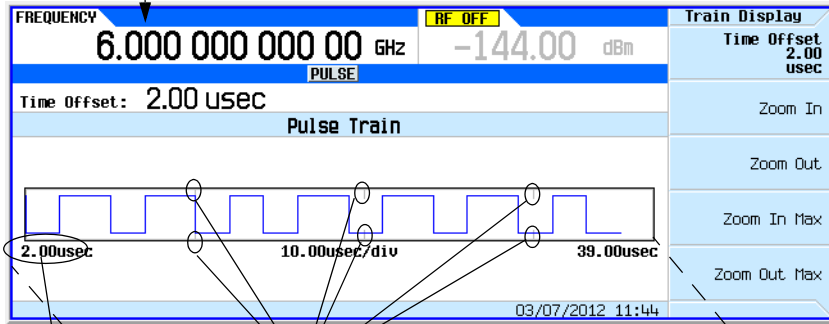 FREQUENCY
RF OFF
6.000 000 000 00 GHz
-144.00 dBm
PULSE
Time Offset: 2.00 usec
Pulse Train
2.00usec
10.00usec/div
39.00usec
03/07/2012 11:44
Train Display
Time Offset
2.00
usec
Zoom In
Zoom Out
Zoom In Max
Zoom Out Max